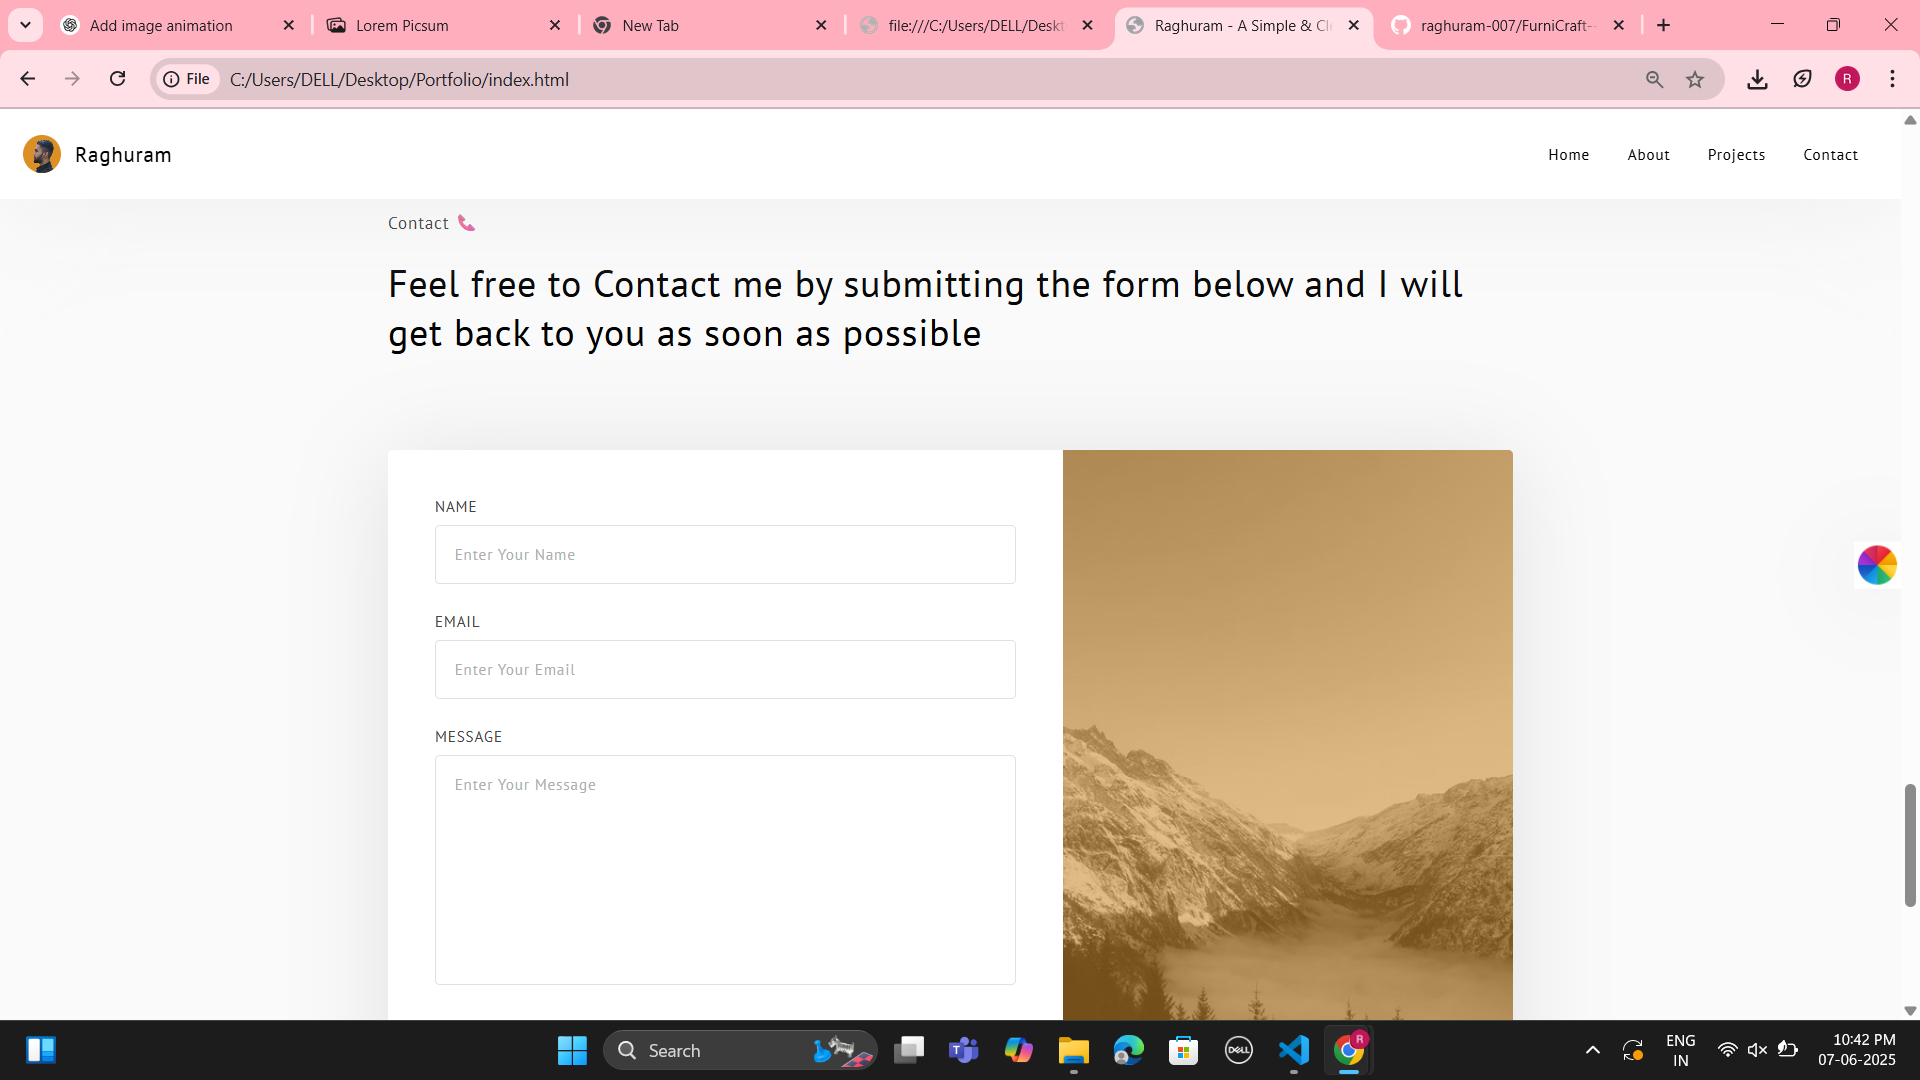 Add image animation
Lorem Picsum
New Tab
file:///C:/Users/DELL/Deskt
Raghuram - A Simple & Cl
raghuram-007/FurniCraft-
File
C:/Users/DELL/Desktop/Portfolio/index.html
R
Raghuram
Home
About
Projects
Contact
Contact
Feel free to Contact me by submitting the form below and I will
get back to you as soon as possible
NAME
Enter Your Name
EMAIL
Enter Your Email
MESSAGE
Enter Your Message
Search
DELL
R
ENG
IN
10:42 PM
07-06-2025